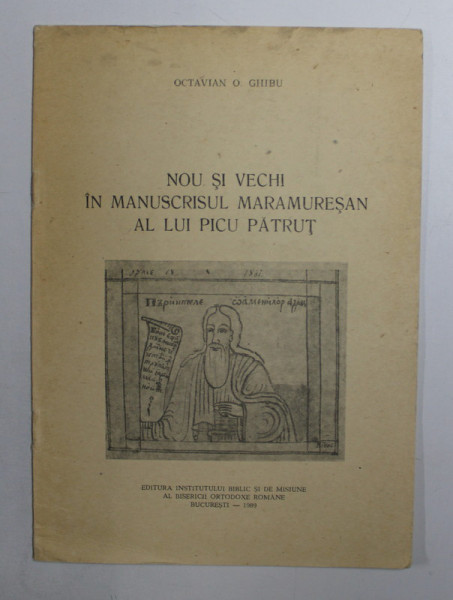 OCTAVIAN O. GHIBU
NOU ŞI VECHI
ÎN MANUSCRISUL MARAMUREŞAN
AL LUI PICU PĂTRUŢ
EDITURA INSTITUTULUI BIBLIC ŞI DE MISIUNE
AL BISERICII ORTODOXE ROMÂNE
BUCUREŞTI —